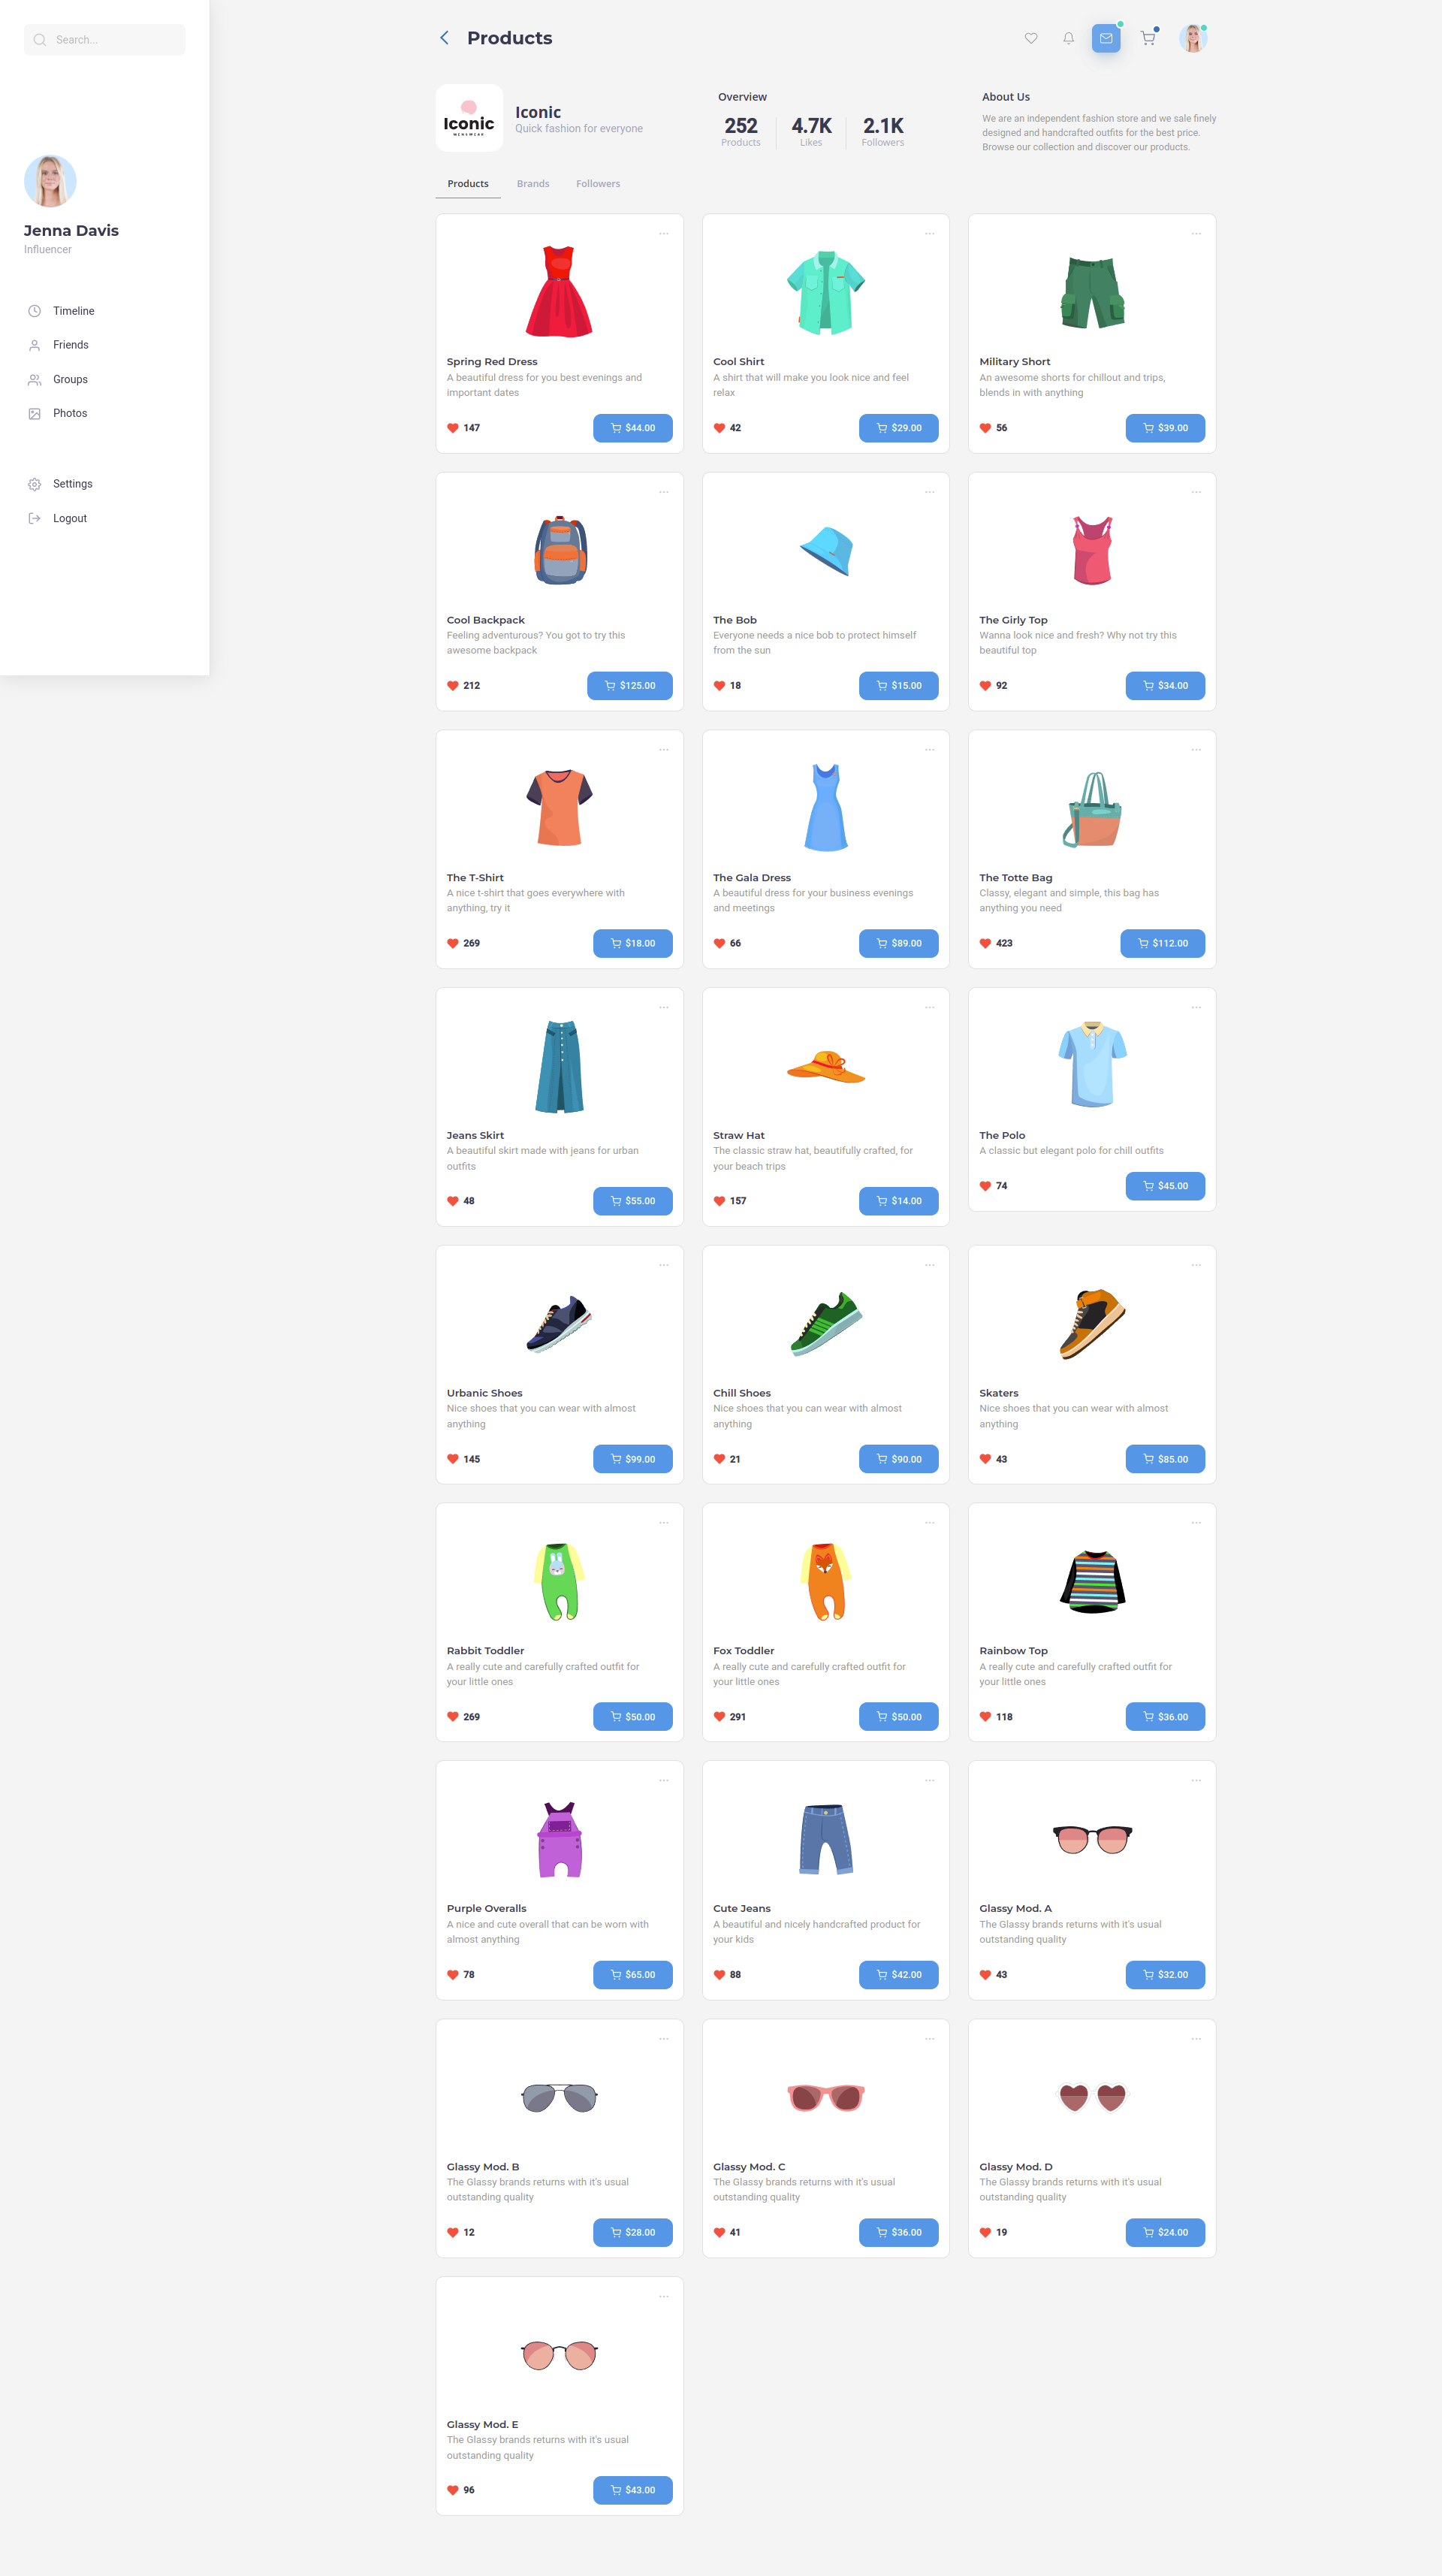 Search...
Jenna Davis
Influencer
Timeline
Friends
Groups
Photos
Settings
Logout
Products
Iconic
WEMEWEAR
Iconic
Quick fashion for everyone
Overview
252
Products
4.7K
Likes
2.1K
Followers
About Us
We are an independent fashion store and we sale finely
designed and handcrafted outfits for the best price.
Browse our collection and discover our products.
Products Brands Followers
Spring Red Dress
A beautiful dress for you best evenings and
important dates
147 $44.00
Cool Shirt
A shirt that will make you look nice and feel
relax
42 $29.00
Military Short
An awesome shorts for chillout and trips,
blends in with anything
56 $39.00
Cool Backpack
Feeling adventurous? You got to try this
awesome backpack
212 $125.00
The Bob
Everyone needs a nice bob to protect himself
from the sun
18 $15.00
The Girly Top
Wanna look nice and fresh? Why not try this
beautiful top
92 $34.00
The T-Shirt
A nice t-shirt that goes everywhere with
anything, try it
269 $18.00
The Gala Dress
A beautiful dress for your business evenings
and meetings
66 $89.00
The Totte Bag
Classy, elegant and simple, this bag has
anything you need
423 $112.00
Jeans Skirt
A beautiful skirt made with jeans for urban
outfits
48 $55.00
Straw Hat
The classic straw hat, beautifully crafted, for
your beach trips
157 $14.00
The Polo
A classic but elegant polo for chill outfits
74 $45.00
Urbanic Shoes
Nice shoes that you can wear with almost
anything
145 $99.00
Chill Shoes
Nice shoes that you can wear with almost
anything
21 $90.00
Skaters
Nice shoes that you can wear with almost
anything
43 $85.00
Rabbit Toddler
A really cute and carefully crafted outfit for
your little ones
269 $50.00
Fox Toddler
A really cute and carefully crafted outfit for
your little ones
291 $50.00
Rainbow Top
A really cute and carefully crafted outfit for
your little ones
118 $36.00
Purple Overalls
A nice and cute overall that can be worn with
almost anything
78 $65.00
Cute Jeans
A beautiful and nicely handcrafted product for
your kids
88 $42.00
Glassy Mod. A
The Glassy brands returns with it's usual
outstanding quality
43 $32.00
Glassy Mod. B
The Glassy brands returns with it's usual
outstanding quality
12 $28.00
Glassy Mod. C
The Glassy brands returns with it's usual
outstanding quality
41 $36.00
Glassy Mod. D
The Glassy brands returns with it's usual
outstanding quality
19 $24.00
Glassy Mod. E
The Glassy brands returns with it's usual
outstanding quality
96 $43.00